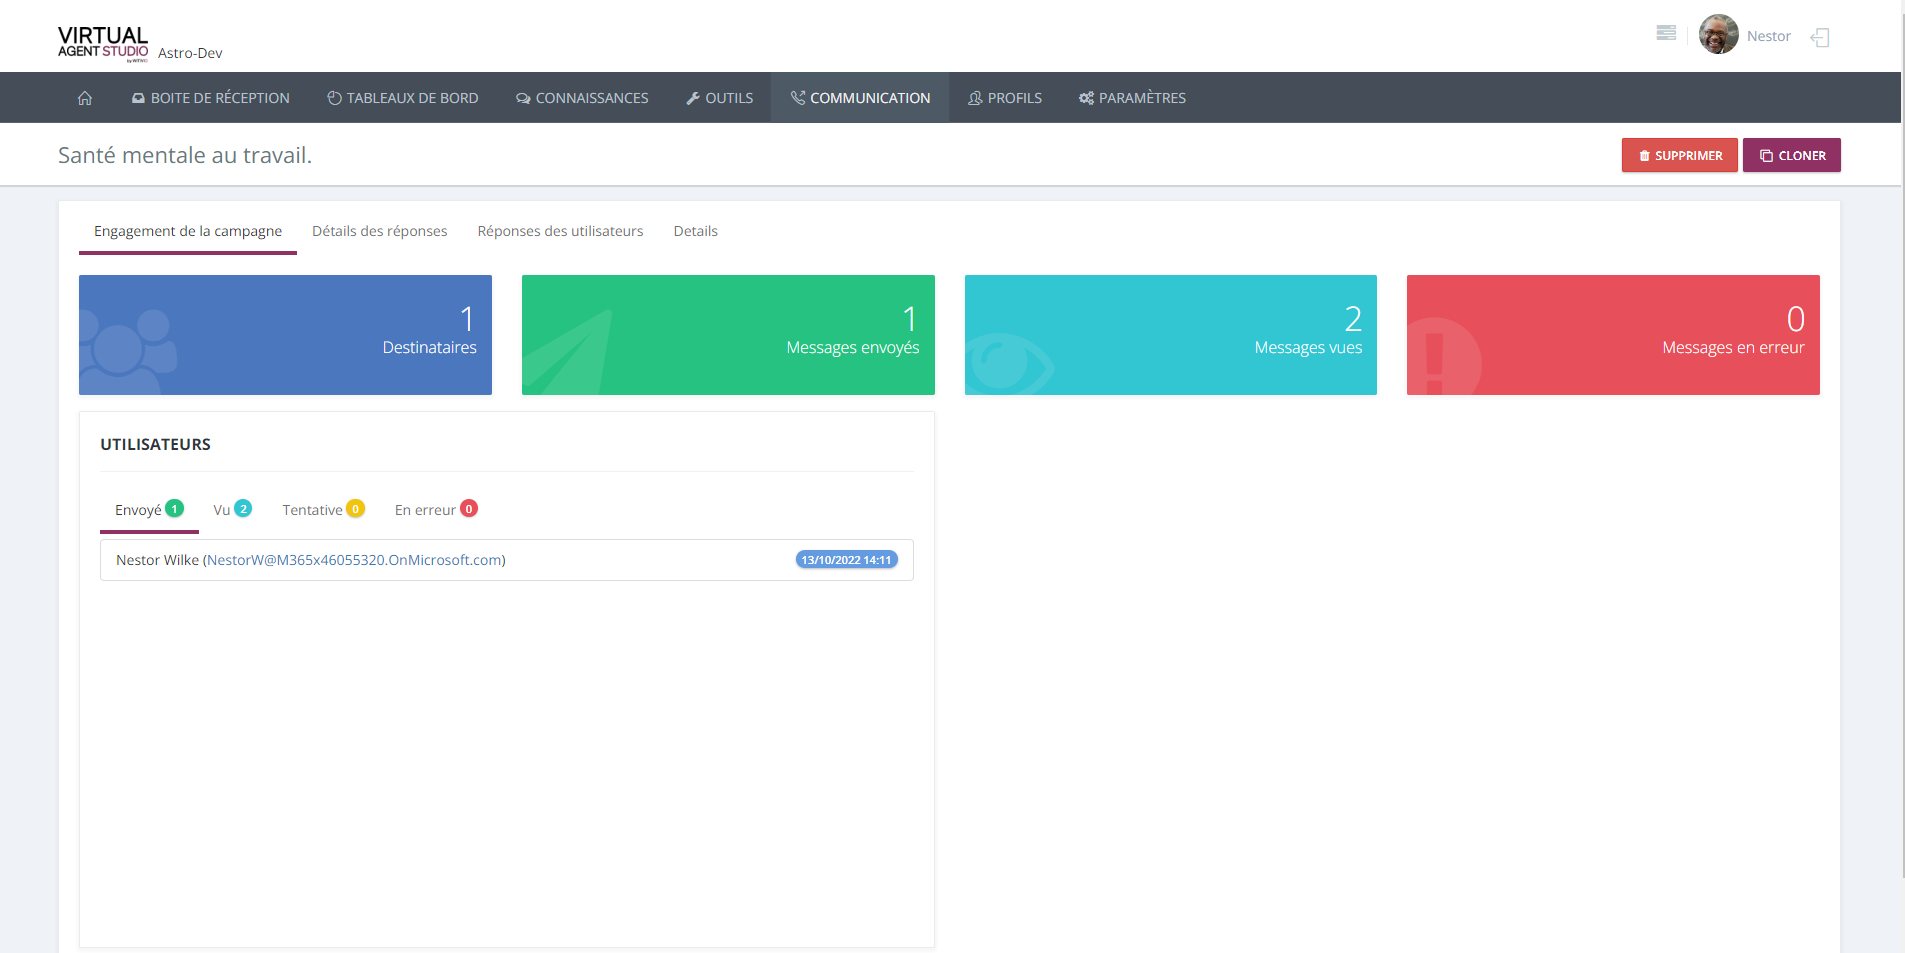 VIRTUAL
AGENT STUDIO
Astro-Dev
Nestor
BOITE DE RÉCEPTION
TABLEAUX DE BORD
CONNAISSANCES
OUTILS
COMMUNICATION
PROFILS
PARAMÈTRES
Santé mentale au travail.
SUPPRIMER
CLONER
Engagement de la campagne
Détails des réponses
Réponses des utilisateurs
Details
1
Destinataires
1
Messages envoyés
2
Messages vues
0
Messages en erreur
UTILISATEURS
Envoyé 1
Vu 2
Tentative 0
En erreur 0
Nestor Wilke (NestorW@M365x46055320.OnMicrosoft.com)
13/10/2022 14:11